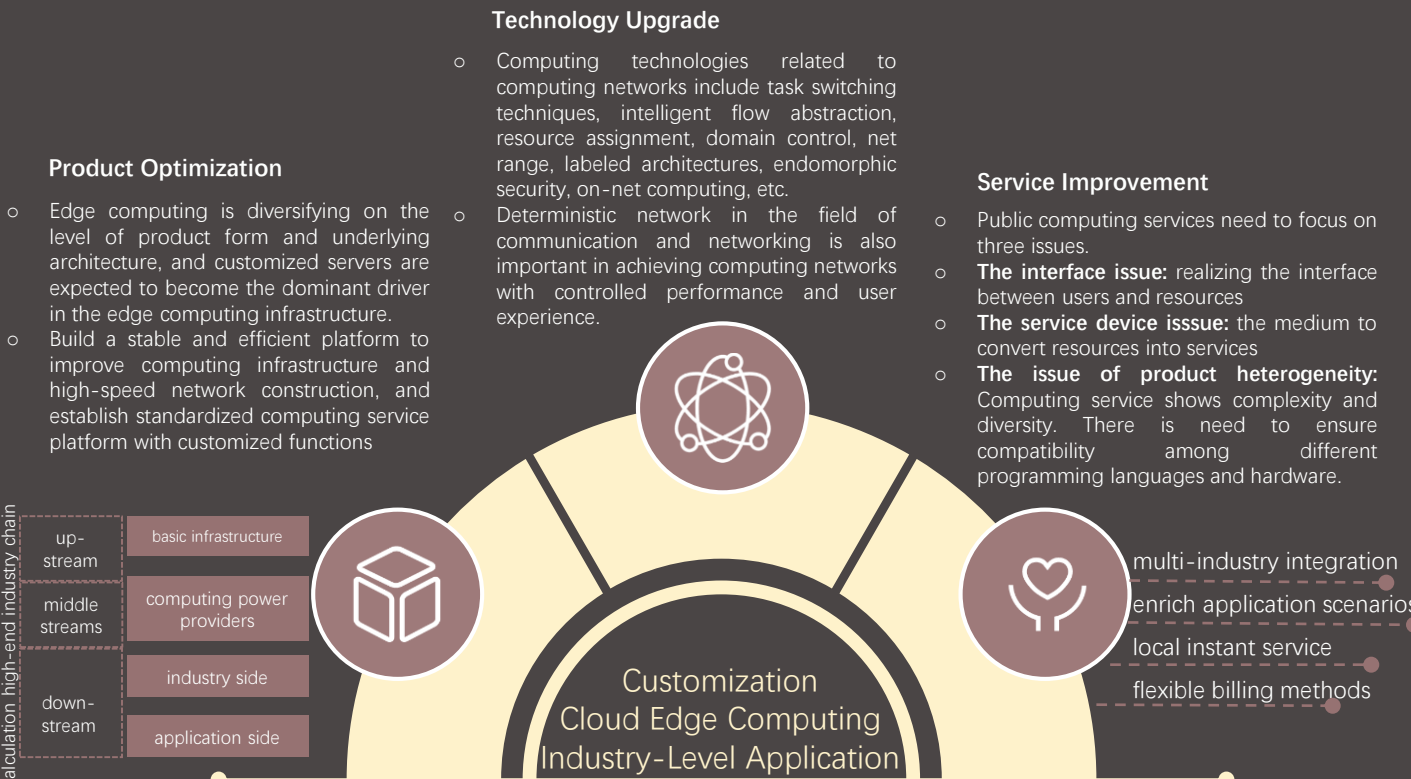 Technology Upgrade
○ Computing technologies related to
computing networks include task switching
techniques, intelligent flow abstraction,
resource assignment, domain control, net
range, labeled architectures, endomorphic
security, on-net computing, etc.
○ Deterministic network in the field of
communication and networking is also
important in achieving computing networks
with controlled performance and user
experience.
Product Optimization
○ Edge computing is diversifying on the
level of product form and underlying
architecture, and customized servers are
expected to become the dominant driver
in the edge computing infrastructure.
○ Build a stable and efficient platform to
improve computing infrastructure and
high-speed network construction, and
establish standardized computing service
platform with customized functions
Service Improvement
○ Public computing services need to focus on
three issues.
○ The interface issue: realizing the interface
between users and resources
○ The service device isssue: the medium to
convert resources into services
○ The issue of product heterogeneity:
Computing service shows complexity and
diversity. There is need to ensure
compatibility among different
programming languages and hardware.
alculation high-end industry chain
up-
stream
basic infrastructure
middle
streams
computing power
providers
down-
stream
industry side
application side
multi-industry integration
enrich application scenarios
local instant service
flexible billing methods
Customization
Cloud Edge Computing
Industry-Level Application